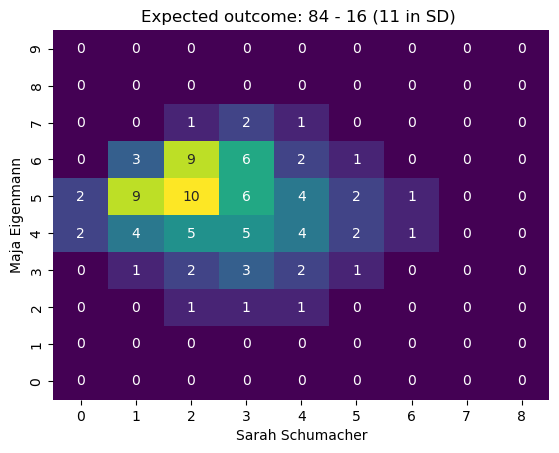 Expected outcome: 84 - 16 (11 in SD)
Maja Eigenmann
9 0 0 0 0 0 0 0 0 0
8 0 0 0 0 0 0 0 0 0
7 0 0 1 2 1 0 0 0 0
6 0 3 9 6 2 1 0 0 0
5 2 9 10 6 4 2 1 0 0
4 2 4 5 5 4 2 1 0 0
3 0 1 2 3 2 1 0 0 0
2 0 0 1 1 1 0 0 0 0
1 0 0 0 0 0 0 0 0 0
0 0 0 0 0 0 0 0 0 0
0 1 2 3 4 5 6 7 8
Sarah Schumacher